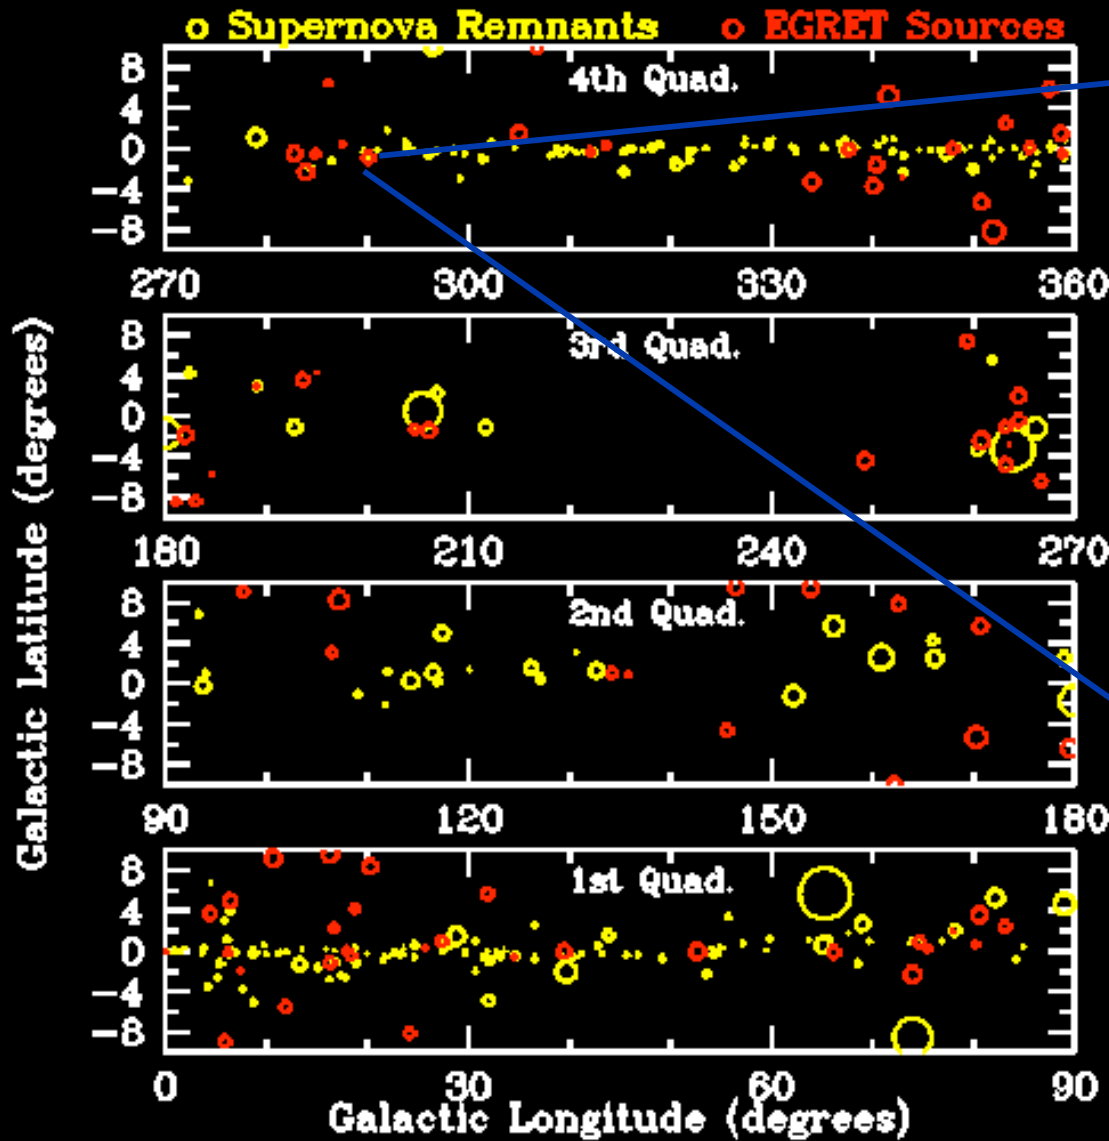 Supernova Remnants EGRET Sources
8
4
0
-4
-8
4th Quad.
270 300 330 360
8
4
0
-4
-8
3rd Quad.
180 210 240 270
8
4
0
-4
-8
2nd Quad.
90 120 150 180
8
4
0
-4
-8
1st Quad.
0 30 60 90
Galactic Longitude (degrees)
Galactic Latitude (degrees)